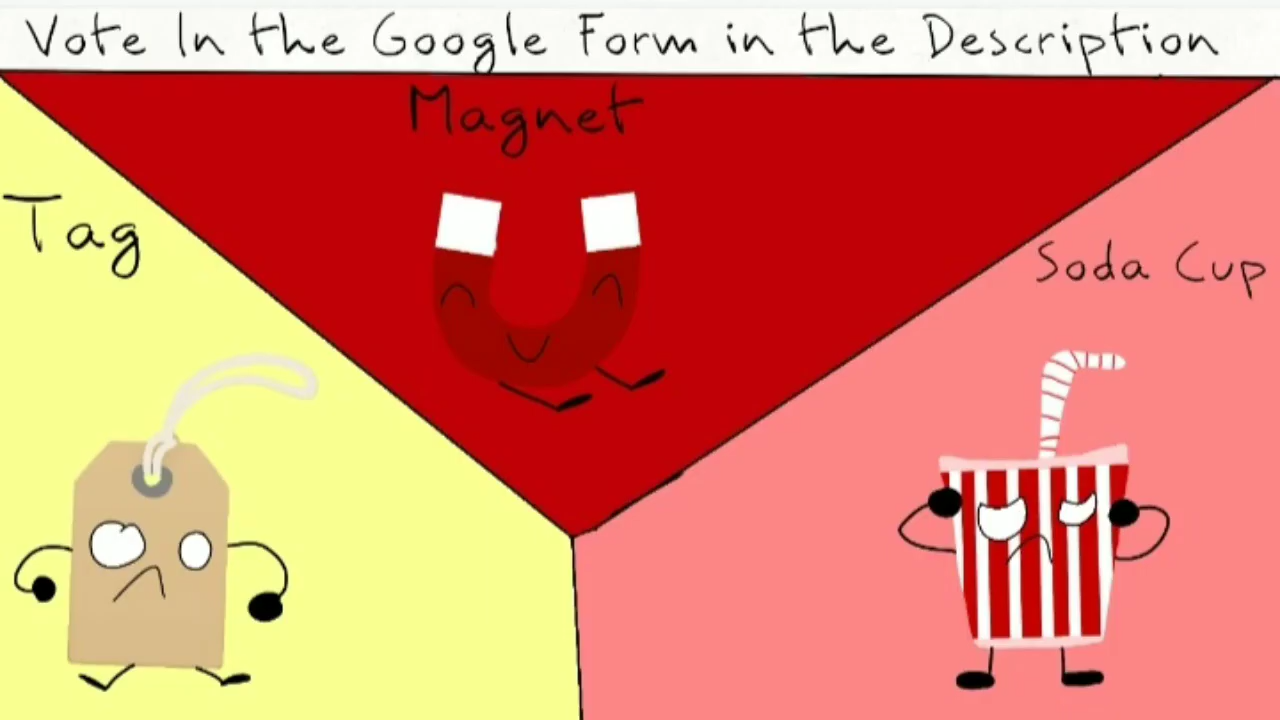 Vote In the Google Form in the Description
Magnet
Tag
Soda Cup